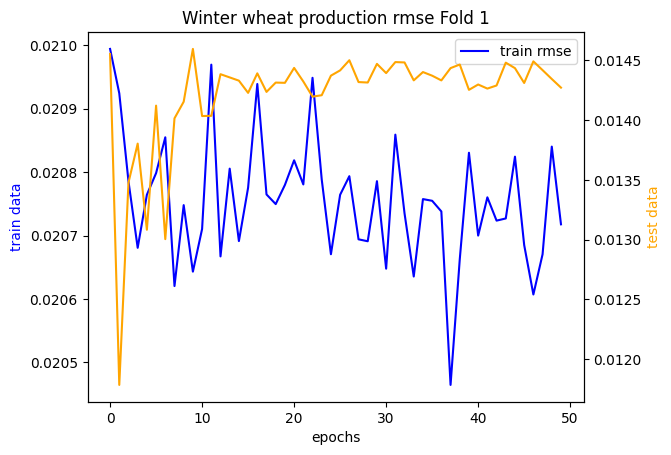 Winter wheat production rmse Fold 1
train rmse
0.0210
0.0209
0.0208
0.0207
0.0206
0.0205
train data
0.0145
0.0140
0.0135
0.0130
0.0125
0.0120
test data
0 10 20 30 40 50
epochs